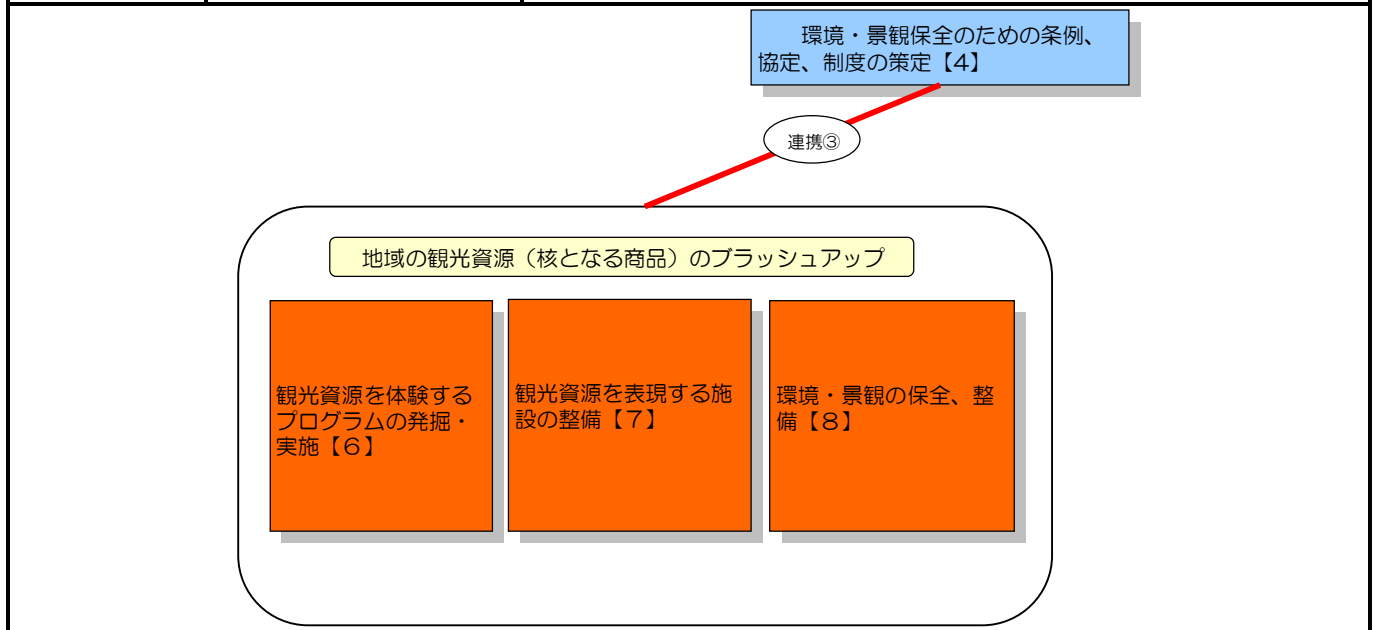 環境・景観保全のための条例、
協定、制度の策定【4】
連携③
地域の観光資源（核となる商品）のブラッシュアップ
観光資源を体験する
プログラムの発掘・
実施【６】
観光資源を表現する施
設の整備【７】
環境・景観の保全、整
備【８】